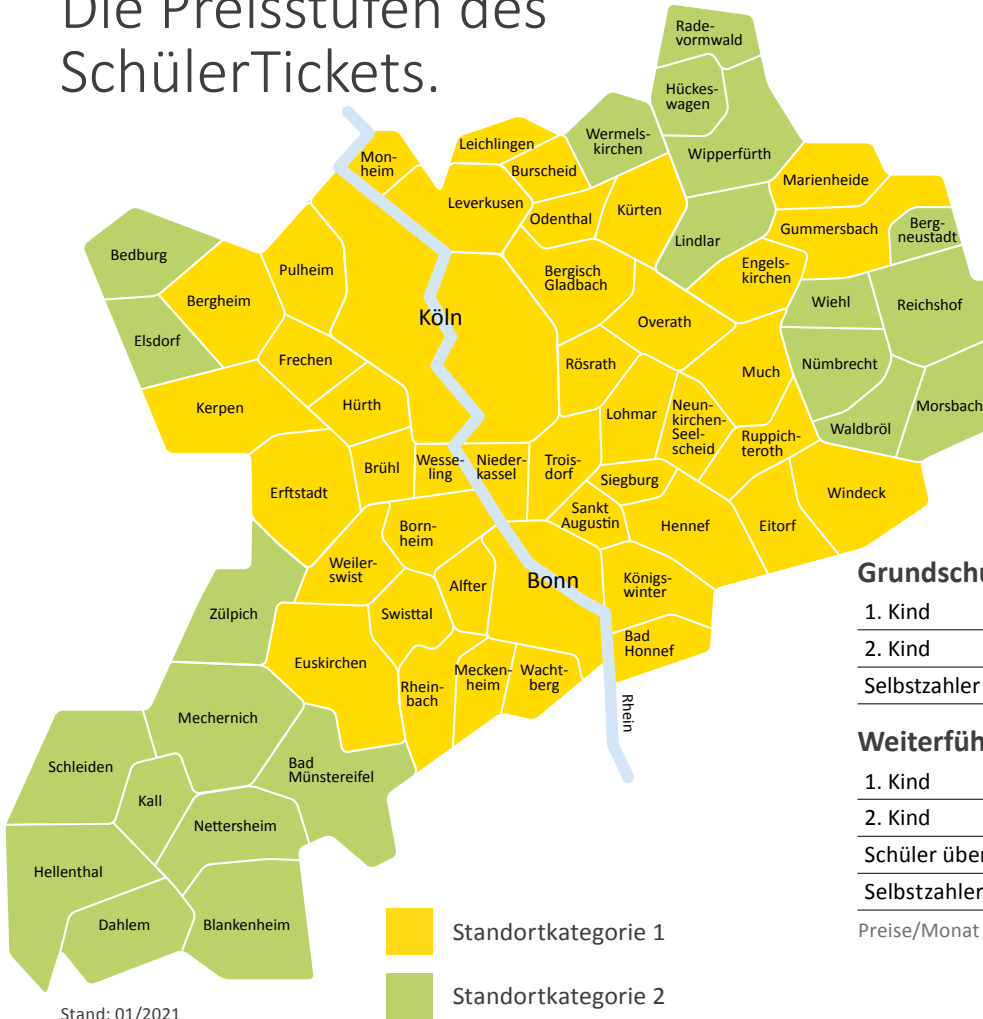 Die Preisstufen des
SchülerTickets.
Rade-
vormwald
Hückes-
wagen
Wermels-
kirchen
Wipperfürth
Leichlingen
Mon-
heim
Burscheid
Marienheide
Leverkusen
Odenthal
Kürten
Gummersbach
Berg-
neustadt
Lindlar
Bedburg
Pulheim
Bergisch
Gladbach
Engels-
kirchen
Bergheim
Wiehl
Reichshof
Köln
Overath
Elsdorf
Frechen
Rösrath
Much
Nümbrecht
Kerpen
Hürth
Lohmar
Neun-
kirchen-
Seel-
scheid
Morsbach
Waldbröl
Ruppich-
teroth
Brühl
Wesse-
ling
Nieder-
kassel
Trois-
dorf
Siegburg
Erftstadt
Windeck
Sankt
Augustin
Hennef
Eitorf
Born-
heim
Weiler-
swist
Alfter
Bonn
Königs-
winter
Zülpich
Swisttal
Bad
Honnef
Euskirchen
Rhein-
bach
Mecken-
heim
Wacht-
berg
Rhein
Mechernich
Schleiden
Bad
Münstereifel
Kall
Nettersheim
Hellenthal
Dahlem
Blankenheim
Standortkategorie 1
Standortkategorie 2
Stand: 01/2021
Grundschu
1. Kind
2. Kind
Selbstzahler
Weiterfüh
1. Kind
2. Kind
Schüler über
Selbstzahler
Preise/Monat